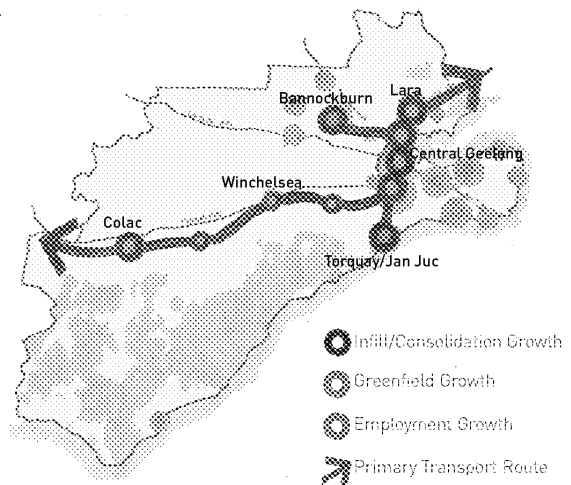 Lara
Bannockburn
Central Geelong
Winchelsea
Colac
Torquay/Jan Juc
Infill/Consolidation Growth
Greenfield Growth
Employment Growth
Primary Transport Route